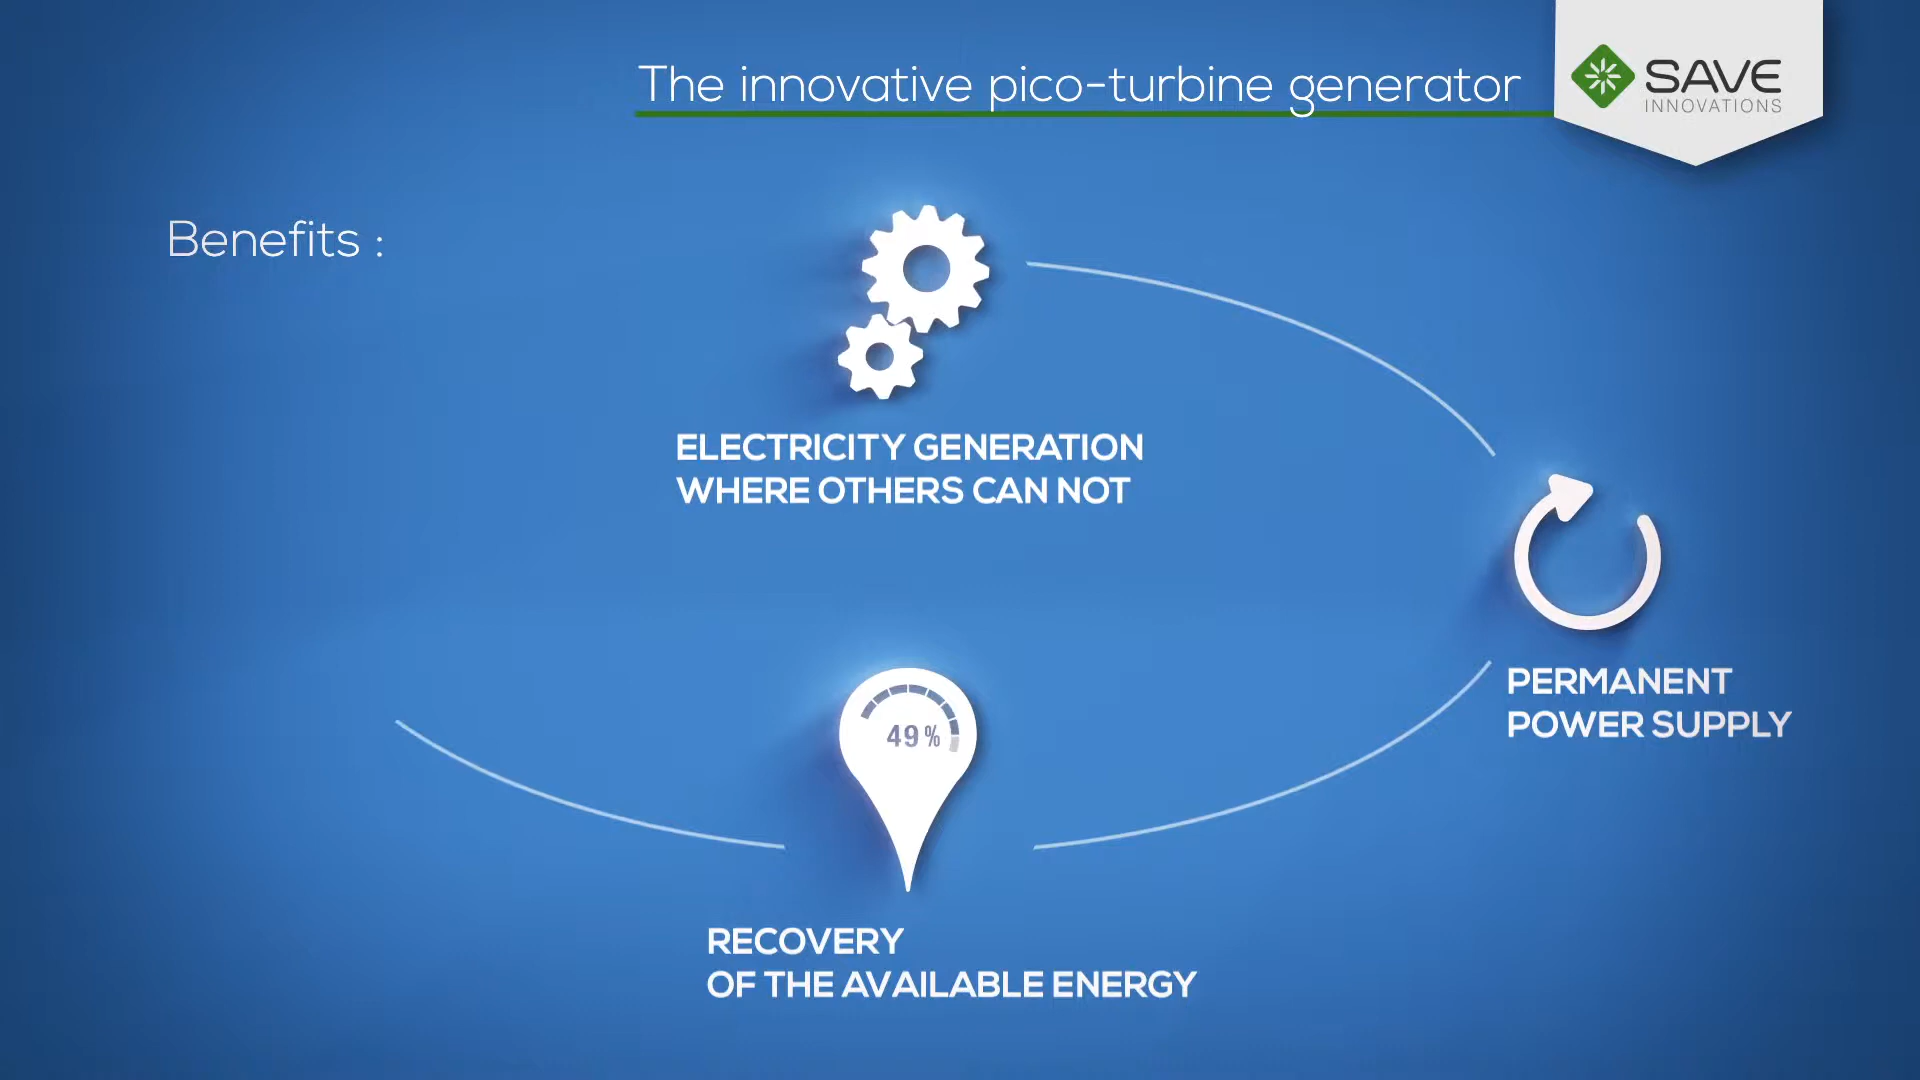 The innovative pico-turbine generator
SAVE
INNOVATIONS
Benefits :
ELECTRICITY GENERATION
WHERE OTHERS CAN NOT
PERMANENT
POWER SUPPLY
49 %
RECOVERY
OF THE AVAILABLE ENERGY